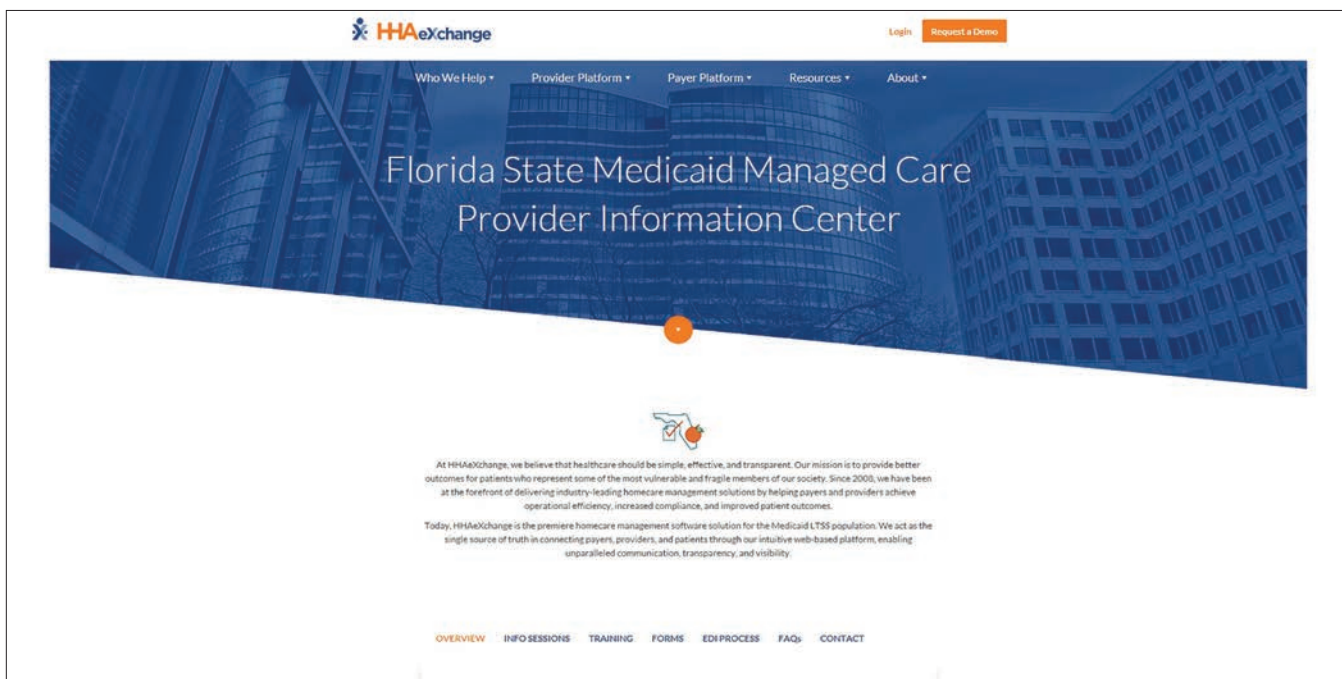 HHAeXchange
Login
Request a Demo
Who We Help
Provider Platform
Payer Platform
Resources
About
Florida State Medicaid Managed Care
Provider Information Center
At HHAeXchange, we believe that healthcare should be simple, effective, and transparent. Our mission is to provide better
outcomes for patients who represent some of the most vulnerable and fragile members of our society. Since 2008, we have been
at the forefront of delivering industry-leading homecare management solutions by helping payers and providers achieve
operational efficiency, increased compliance, and improved patient outcomes.
Today, HHAeXchange is the premiere homecare management software solution for the Medicaid LTSS population. We act as the
single source of truth in connecting payers, providers, and patients through our intuitive web-based platform, enabling
unparalleled communication, transparency, and visibility.
OVERVIEW
INFO SESSIONS
TRAINING
FORMS
EDI PROCESS
FAQs
CONTACT